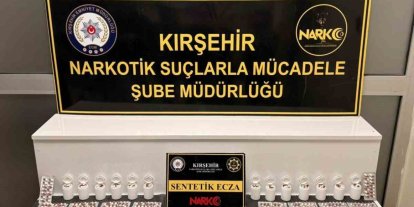 NARKO
KIRŞEHİR
NARKOTİK SUÇLARLA MÜCADELE
ŞUBE MÜDÜRLÜĞÜ
KIRŞEHİR
SENTETİK ECZA
NARKO